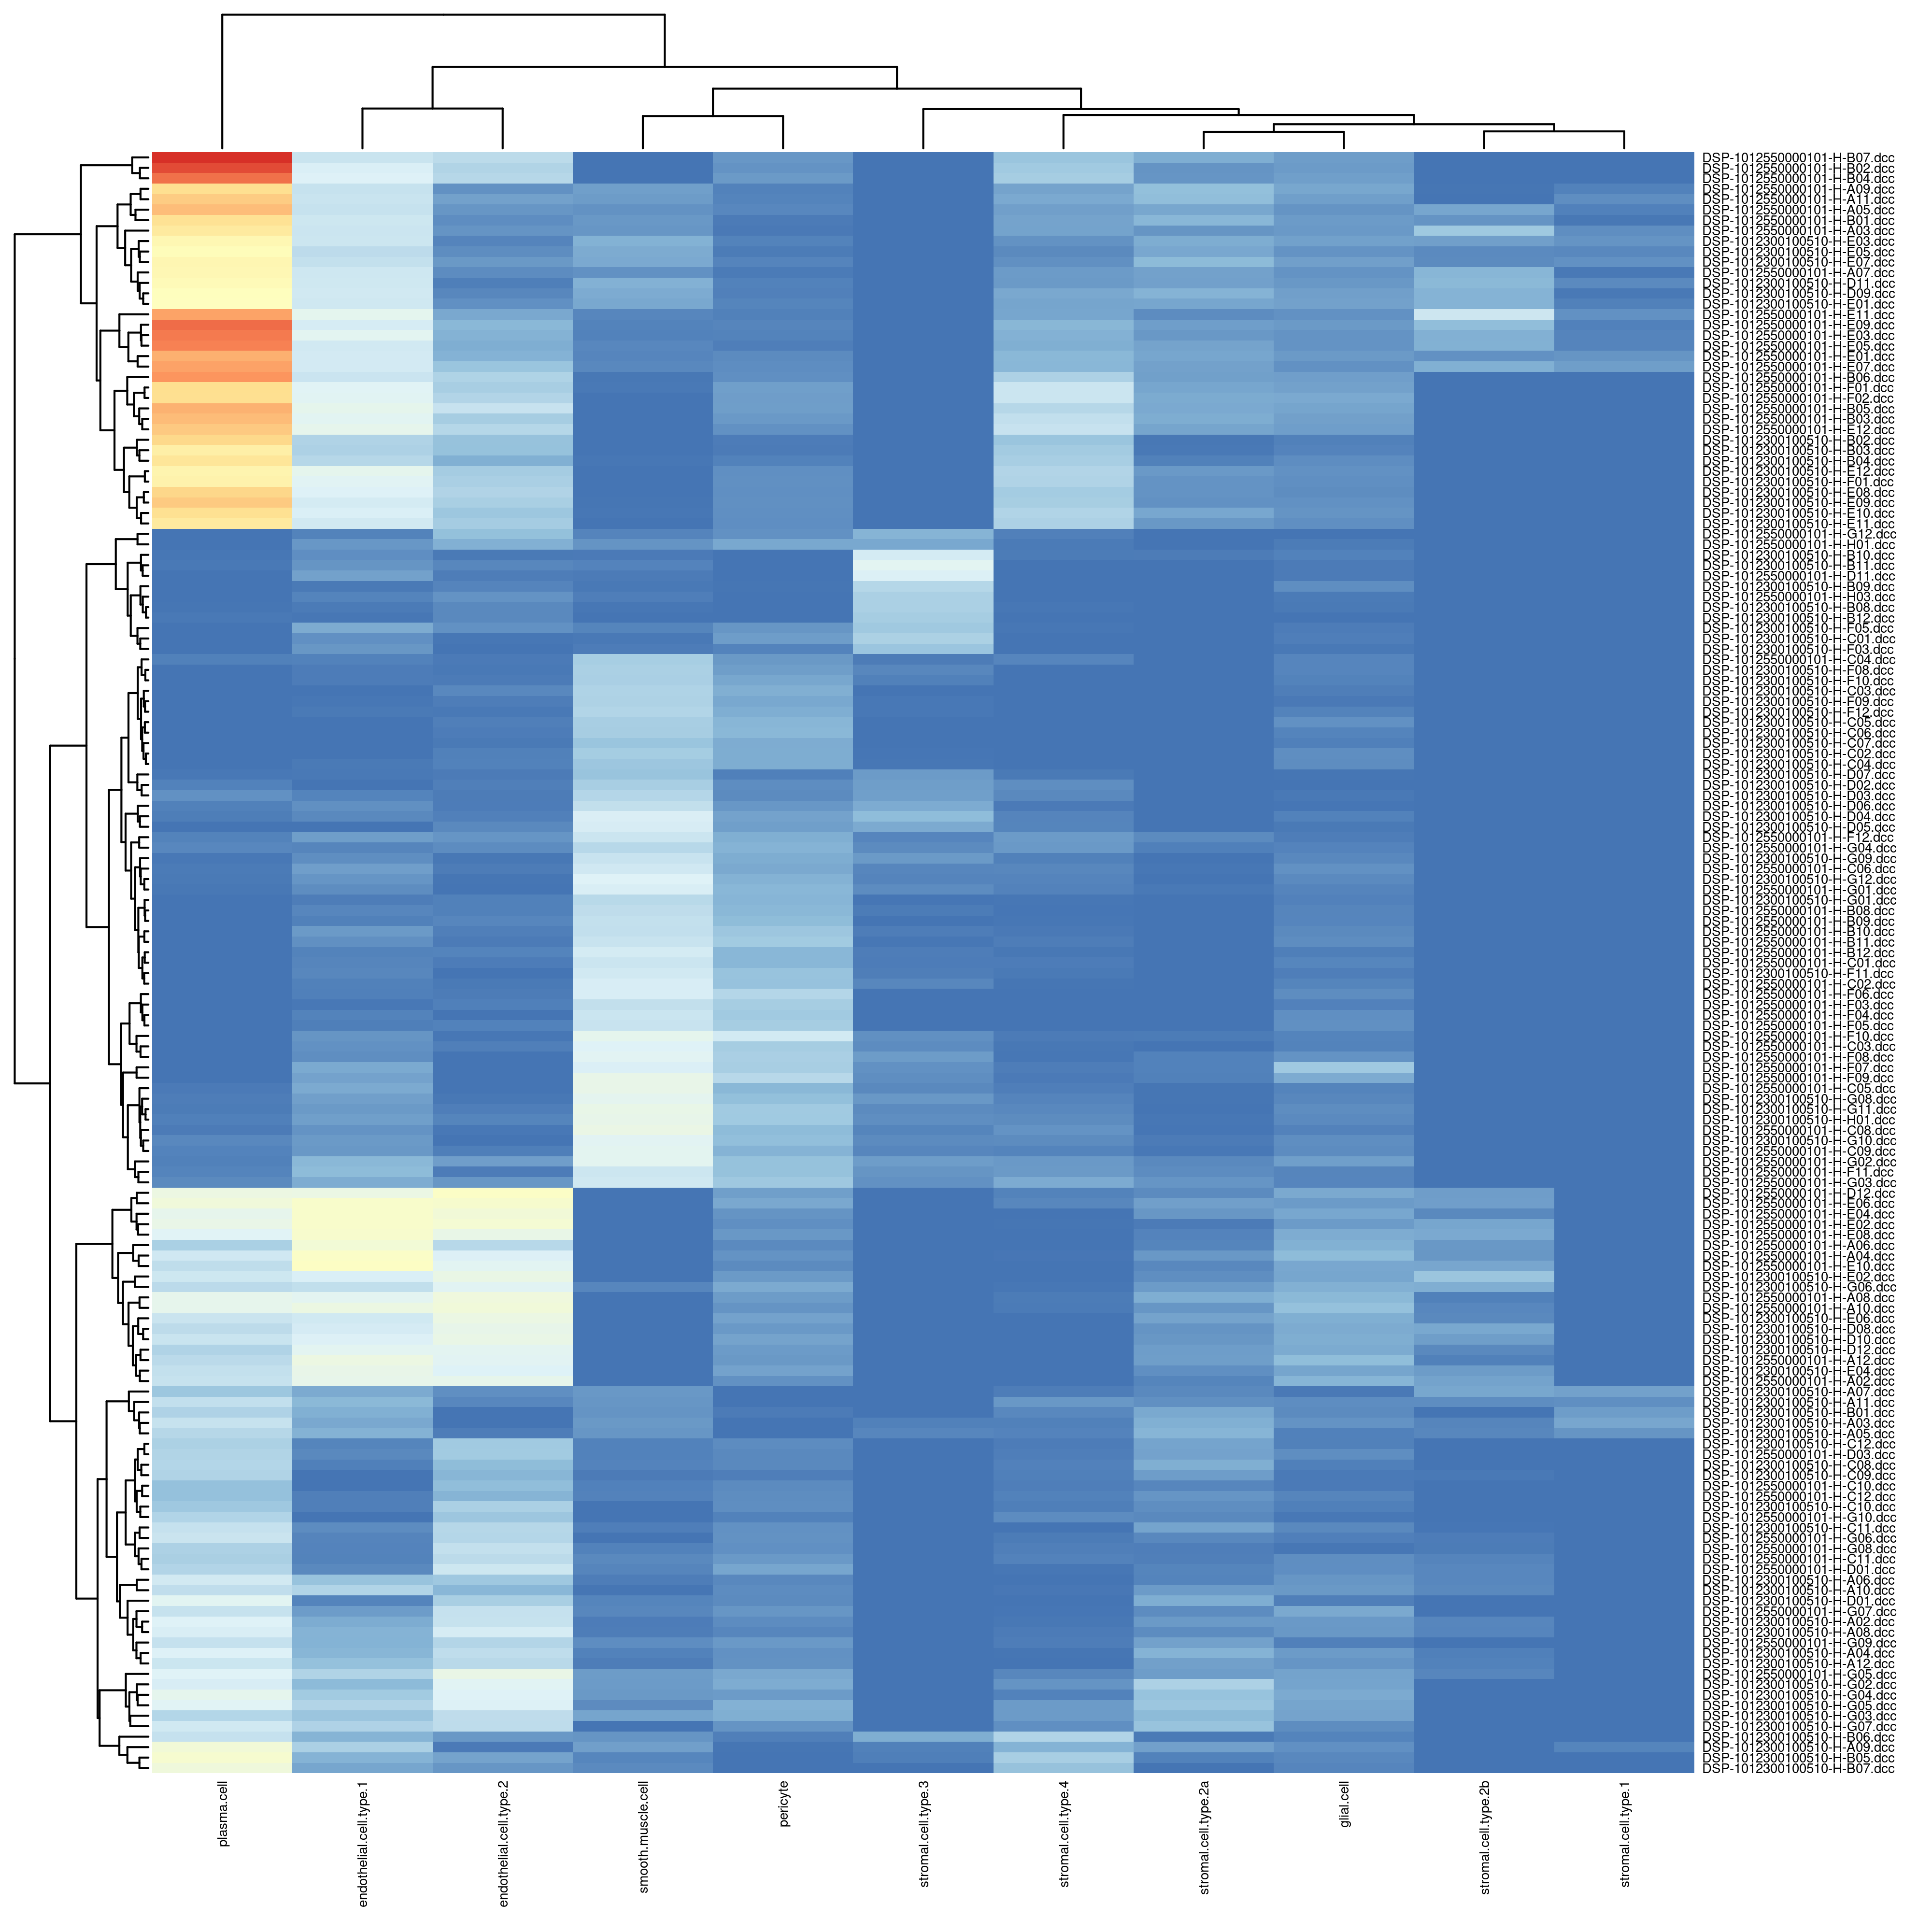 DSP-1012550000101-H-B07.dcc
DSP-1012550000101-H-B02.dcc
DSP-1012550000101-H-B04.dcc
DSP-1012550000101-H-A09.dcc
DSP-1012550000101-H-A11.dcc
DSP-1012550000101-H-A05.dcc
DSP-1012550000101-H-B01.dcc
DSP-1012550000101-H-A03.dcc
DSP-1012300100510-H-E03.dcc
DSP-1012300100510-H-E05.dcc
DSP-1012300100510-H-E07.dcc
DSP-1012550000101-H-A07.dcc
DSP-1012300100510-H-D11.dcc
DSP-1012300100510-H-D09.dcc
DSP-1012300100510-H-E01.dcc
DSP-1012550000101-H-E11.dcc
DSP-1012550000101-H-E09.dcc
DSP-1012550000101-H-E03.dcc
DSP-1012550000101-H-E05.dcc
DSP-1012550000101-H-E01.dcc
DSP-1012550000101-H-E07.dcc
DSP-1012550000101-H-B06.dcc
DSP-1012550000101-H-F01.dcc
DSP-1012550000101-H-F02.dcc
DSP-1012550000101-H-B05.dcc
DSP-1012550000101-H-B03.dcc
DSP-1012550000101-H-E12.dcc
DSP-1012300100510-H-B02.dcc
DSP-1012300100510-H-B03.dcc
DSP-1012300100510-H-B04.dcc
DSP-1012300100510-H-E12.dcc
DSP-1012300100510-H-F01.dcc
DSP-1012300100510-H-E08.dcc
DSP-1012300100510-H-E09.dcc
DSP-1012300100510-H-E10.dcc
DSP-1012300100510-H-E11.dcc
DSP-1012550000101-H-G12.dcc
DSP-1012550000101-H-H01.dcc
DSP-1012300100510-H-B10.dcc
DSP-1012300100510-H-B11.dcc
DSP-1012550000101-H-D11.dcc
DSP-1012300100510-H-B09.dcc
DSP-1012550000101-H-H03.dcc
DSP-1012300100510-H-B08.dcc
DSP-1012300100510-H-B12.dcc
DSP-1012300100510-H-F05.dcc
DSP-1012300100510-H-C01.dcc
DSP-1012300100510-H-F03.dcc
DSP-1012550000101-H-C04.dcc
DSP-1012300100510-H-F08.dcc
DSP-1012300100510-H-F10.dcc
DSP-1012300100510-H-C03.dcc
DSP-1012300100510-H-F09.dcc
DSP-1012300100510-H-F12.dcc
DSP-1012300100510-H-C05.dcc
DSP-1012300100510-H-C06.dcc
DSP-1012300100510-H-C07.dcc
DSP-1012300100510-H-C02.dcc
DSP-1012300100510-H-C04.dcc
DSP-1012300100510-H-D07.dcc
DSP-1012300100510-H-D02.dcc
DSP-1012300100510-H-D03.dcc
DSP-1012300100510-H-D06.dcc
DSP-1012300100510-H-D04.dcc
DSP-1012300100510-H-D05.dcc
DSP-1012550000101-H-F12.dcc
DSP-1012550000101-H-G04.dcc
DSP-1012300100510-H-G09.dcc
DSP-1012550000101-H-C06.dcc
DSP-1012300100510-H-G12.dcc
DSP-1012550000101-H-G01.dcc
DSP-1012300100510-H-G01.dcc
DSP-1012550000101-H-B08.dcc
DSP-1012550000101-H-B09.dcc
DSP-1012550000101-H-B10.dcc
DSP-1012550000101-H-B11.dcc
DSP-1012550000101-H-B12.dcc
DSP-1012550000101-H-C01.dcc
DSP-1012300100510-H-F11.dcc
DSP-1012550000101-H-C02.dcc
DSP-1012550000101-H-F06.dcc
DSP-1012550000101-H-F03.dcc
DSP-1012550000101-H-F04.dcc
DSP-1012550000101-H-F05.dcc
DSP-1012550000101-H-F10.dcc
DSP-1012550000101-H-C03.dcc
DSP-1012550000101-H-F08.dcc
DSP-1012550000101-H-F07.dcc
DSP-1012550000101-H-F09.dcc
DSP-1012550000101-H-C05.dcc
DSP-1012300100510-H-G08.dcc
DSP-1012300100510-H-G11.dcc
DSP-1012300100510-H-H01.dcc
DSP-1012550000101-H-C08.dcc
DSP-1012300100510-H-G10.dcc
DSP-1012550000101-H-C09.dcc
DSP-1012550000101-H-G02.dcc
DSP-1012550000101-H-F11.dcc
DSP-1012550000101-H-G03.dcc
DSP-1012550000101-H-D12.dcc
DSP-1012550000101-H-E06.dcc
DSP-1012550000101-H-E04.dcc
DSP-1012550000101-H-E02.dcc
DSP-1012550000101-H-E08.dcc
DSP-1012550000101-H-A06.dcc
DSP-1012550000101-H-A04.dcc
DSP-1012550000101-H-E10.dcc
DSP-1012300100510-H-E02.dcc
DSP-1012300100510-H-G06.dcc
DSP-1012550000101-H-A08.dcc
DSP-1012550000101-H-A10.dcc
DSP-1012300100510-H-E06.dcc
DSP-1012300100510-H-D08.dcc
DSP-1012300100510-H-D10.dcc
DSP-1012300100510-H-D12.dcc
DSP-1012550000101-H-A12.dcc
DSP-1012300100510-H-E04.dcc
DSP-1012550000101-H-A02.dcc
DSP-1012300100510-H-A07.dcc
DSP-1012300100510-H-A11.dcc
DSP-1012300100510-H-B01.dcc
DSP-1012300100510-H-A03.dcc
DSP-1012300100510-H-A05.dcc
DSP-1012300100510-H-C12.dcc
DSP-1012550000101-H-D03.dcc
DSP-1012300100510-H-C08.dcc
DSP-1012300100510-H-C09.dcc
DSP-1012550000101-H-C10.dcc
DSP-1012550000101-H-C12.dcc
DSP-1012300100510-H-C10.dcc
DSP-1012550000101-H-G10.dcc
DSP-1012300100510-H-C11.dcc
DSP-1012550000101-H-G06.dcc
DSP-1012550000101-H-G08.dcc
DSP-1012550000101-H-C11.dcc
DSP-1012550000101-H-D01.dcc
DSP-1012300100510-H-A06.dcc
DSP-1012300100510-H-A10.dcc
DSP-1012300100510-H-D01.dcc
DSP-1012550000101-H-G07.dcc
DSP-1012300100510-H-A02.dcc
DSP-1012300100510-H-A08.dcc
DSP-1012550000101-H-G09.dcc
DSP-1012300100510-H-A04.dcc
DSP-1012300100510-H-A12.dcc
DSP-1012550000101-H-G05.dcc
DSP-1012300100510-H-G02.dcc
DSP-1012300100510-H-G04.dcc
DSP-1012300100510-H-G05.dcc
DSP-1012300100510-H-G03.dcc
DSP-1012300100510-H-G07.dcc
DSP-1012300100510-H-B06.dcc
DSP-1012300100510-H-A09.dcc
DSP-1012300100510-H-B05.dcc
DSP-1012300100510-H-B07.dcc
plasma.cell
endothelial.cell.type.1
endothelial.cell.type.2
smooth.muscle.cell
pericyte
stromal.cell.type.3
stromal.cell.type.4
stromal.cell.type.2a
glial.cell
stromal.cell.type.2b
stromal.cell.type.1